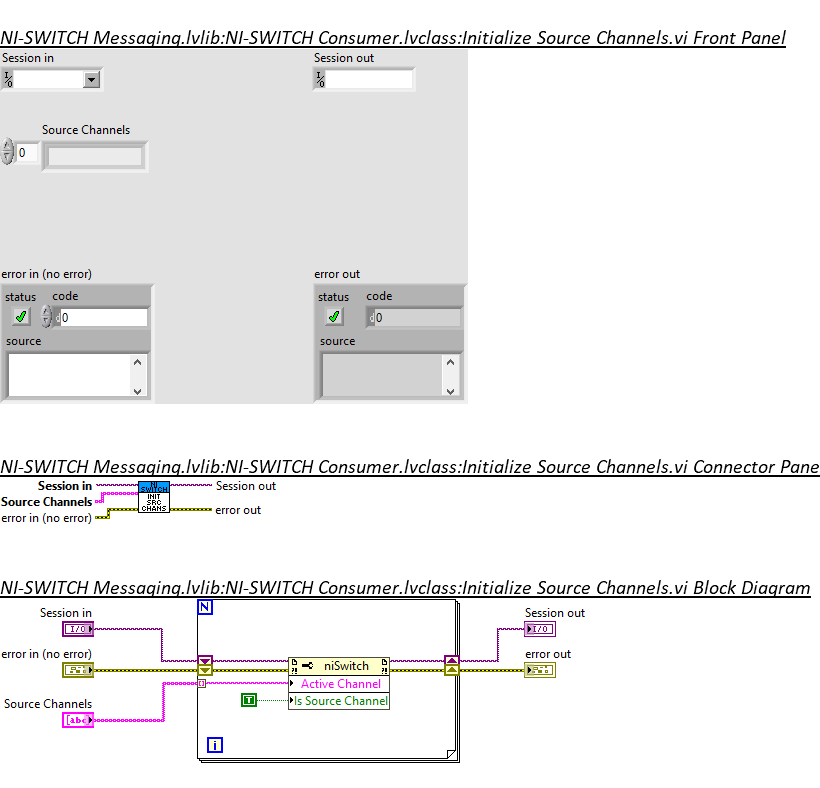 NI-SWITCH Messaging.lvlib:NI-SWITCH Consumer.lvclass:Initialize Source Channels.vi Front Panel
Session in
Session out
I/O
I/O
Source Channels
0
error in (no error)
error out
status code
status code
d0
d0
source
source
NI-SWITCH Messaging.lvlib:NI-SWITCH Consumer.lvclass:Initialize Source Channels.vi Connector Pane
Session in
Session out
Source Channels
error in (no error)
error out
NI
SWITCH
INIT
SRC
CHANS
NI-SWITCH Messaging.lvlib:NI-SWITCH Consumer.lvclass:Initialize Source Channels.vi Block Diagram
Session in
N
Session out
I/O
I/O
error in (no error)
error out
niSwitch
Active Channel
Source Channels
T
Is Source Channel
[abc]
i